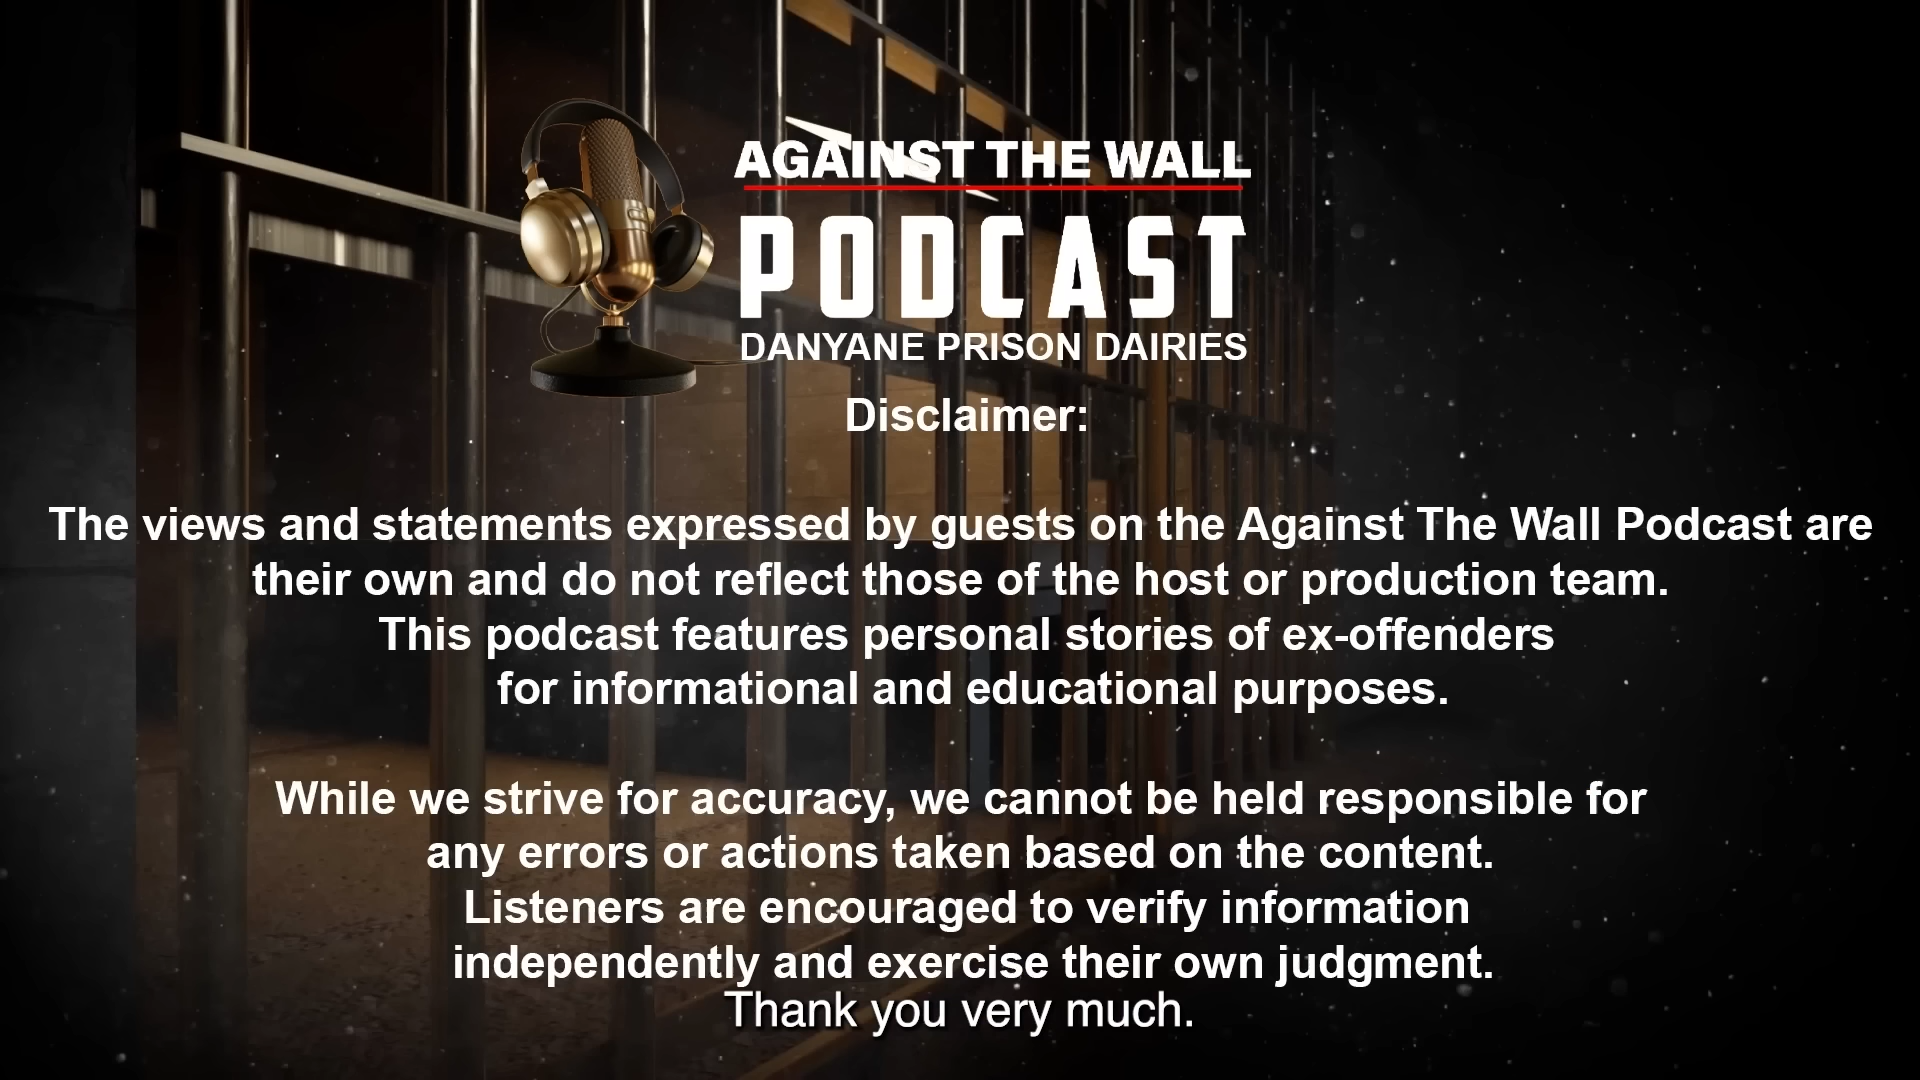 AGAINST THE WALL
PODCAST
DANYANE PRISON DAIRIES
Disclaimer:
The views and statements expressed by guests on the Against The Wall Podcast are
their own and do not reflect those of the host or production team.
This podcast features personal stories of ex-offenders
for informational and educational purposes.
While we strive for accuracy, we cannot be held responsible for
any errors or actions taken based on the content.
Listeners are encouraged to verify information
independently and exercise their own judgment.
Thank you very much.